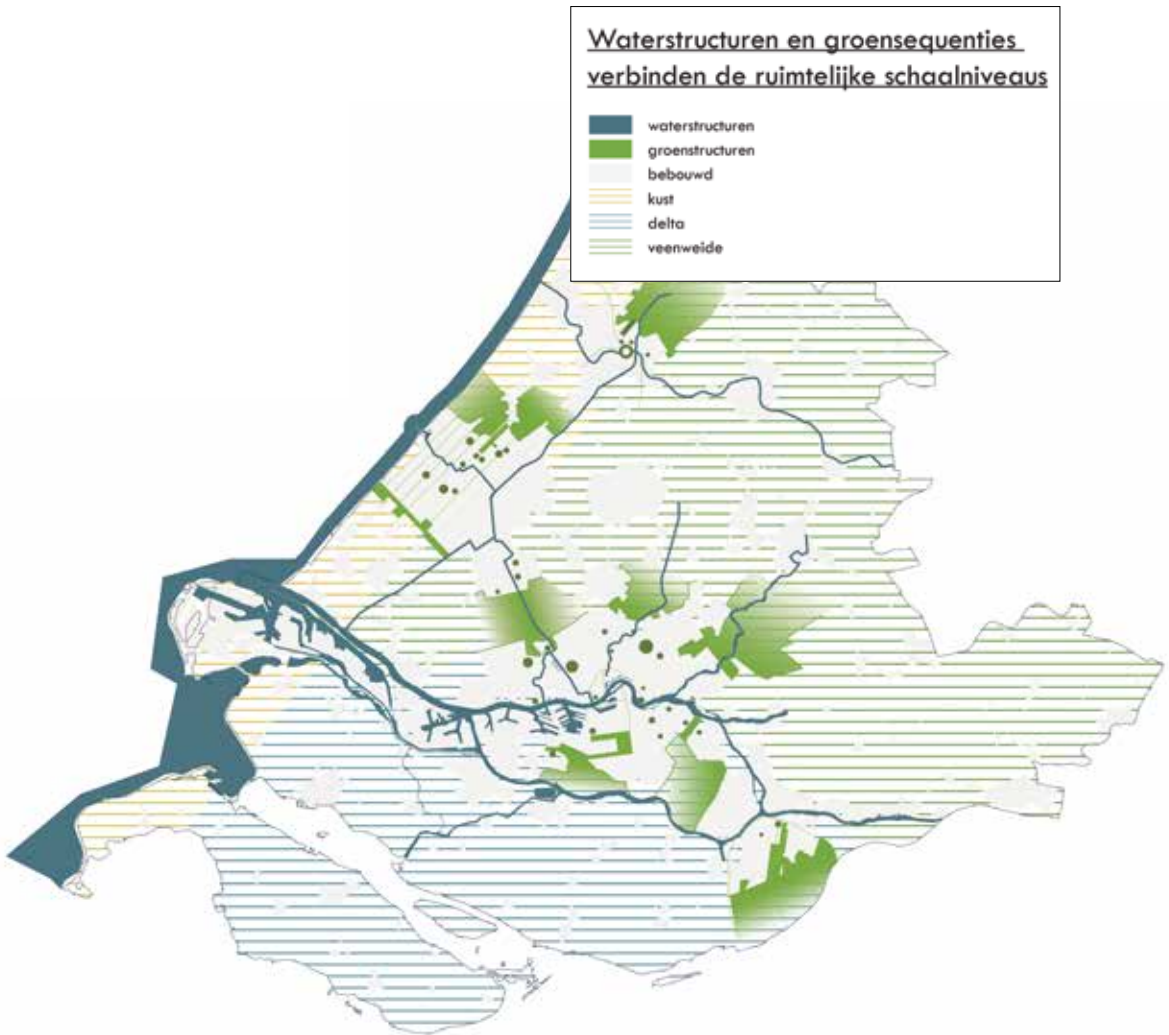 Waterstructuren en groensequenties
verbinden de ruimtelijke schaalniveaus
waterstructuren
groenstructuren
bebouwd
kust
delta
veenweide